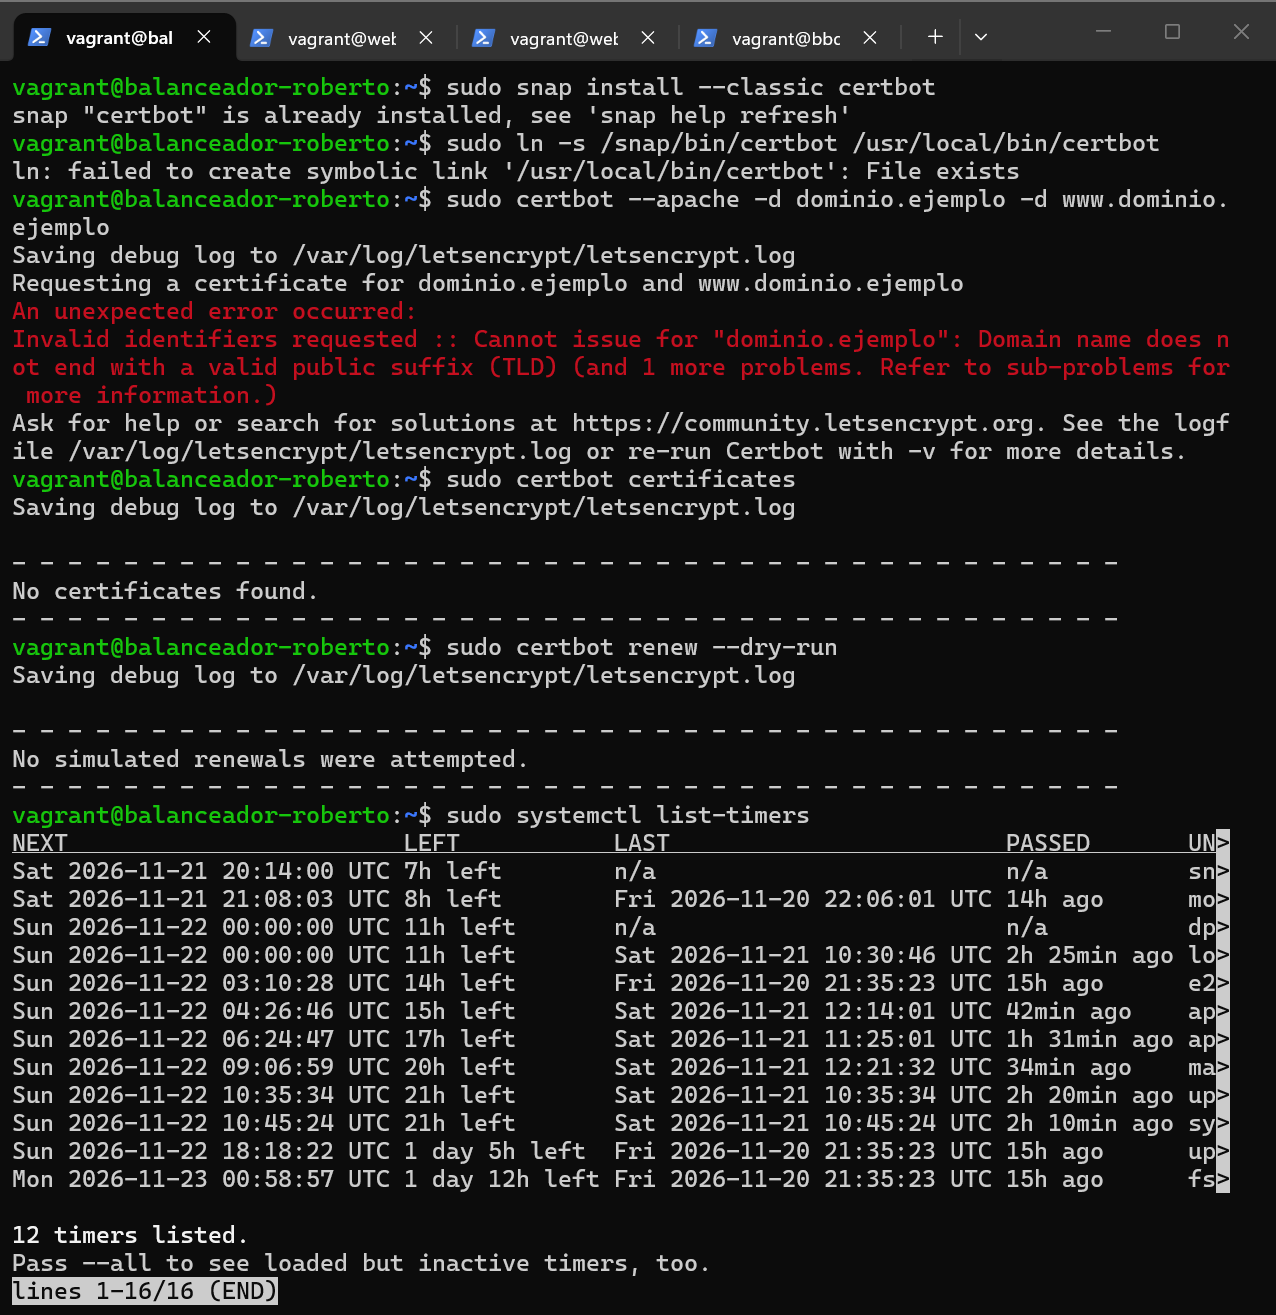 vagrant@bal
vagrant@web
vagrant@web
vagrant@bbd
vagrant@balanceador-roberto:~$ sudo snap install --classic certbot
snap "certbot" is already installed, see 'snap help refresh'
vagrant@balanceador-roberto:~$ sudo ln -s /snap/bin/certbot /usr/local/bin/certbot
ln: failed to create symbolic link '/usr/local/bin/certbot': File exists
vagrant@balanceador-roberto:~$ sudo certbot --apache -d dominio.ejemplo -d www.dominio.
ejemplo
Saving debug log to /var/log/letsencrypt/letsencrypt.log
Requesting a certificate for dominio.ejemplo and www.dominio.ejemplo
An unexpected error occurred:
Invalid identifiers requested :: Cannot issue for "dominio.ejemplo": Domain name does n
ot end with a valid public suffix (TLD) (and 1 more problems. Refer to sub-problems for
 more information.)
Ask for help or search for solutions at https://community.letsencrypt.org. See the logf
ile /var/log/letsencrypt/letsencrypt.log or re-run Certbot with -v for more details.
vagrant@balanceador-roberto:~$ sudo certbot certificates
Saving debug log to /var/log/letsencrypt/letsencrypt.log
- - - - - - - - - - - - - - - - - - - - - - - - - - - - - - - - - - - - - - - -
No certificates found.
- - - - - - - - - - - - - - - - - - - - - - - - - - - - - - - - - - - - - - - -
vagrant@balanceador-roberto:~$ sudo certbot renew --dry-run
Saving debug log to /var/log/letsencrypt/letsencrypt.log
- - - - - - - - - - - - - - - - - - - - - - - - - - - - - - - - - - - - - - - -
No simulated renewals were attempted.
- - - - - - - - - - - - - - - - - - - - - - - - - - - - - - - - - - - - - - - -
vagrant@balanceador-roberto:~$ sudo systemctl list-timers
NEXT                        LEFT           LAST                        PASSED       UN>
Sat 2026-11-21 20:14:00 UTC 7h left        n/a                         n/a          sn>
Sat 2026-11-21 21:08:03 UTC 8h left        Fri 2026-11-20 22:06:01 UTC 14h ago      mo>
Sun 2026-11-22 00:00:00 UTC 11h left       n/a                         n/a          dp>
Sun 2026-11-22 00:00:00 UTC 11h left       Sat 2026-11-21 10:30:46 UTC 2h 25min ago lo>
Sun 2026-11-22 03:10:28 UTC 14h left       Fri 2026-11-20 21:35:23 UTC 15h ago      e2>
Sun 2026-11-22 04:26:46 UTC 15h left       Sat 2026-11-21 12:14:01 UTC 42min ago    ap>
Sun 2026-11-22 06:24:47 UTC 17h left       Sat 2026-11-21 11:25:01 UTC 1h 31min ago ap>
Sun 2026-11-22 09:06:59 UTC 20h left       Sat 2026-11-21 12:21:32 UTC 34min ago    ma>
Sun 2026-11-22 10:35:34 UTC 21h left       Sat 2026-11-21 10:35:34 UTC 2h 20min ago up>
Sun 2026-11-22 10:45:24 UTC 21h left       Sat 2026-11-21 10:45:24 UTC 2h 10min ago sy>
Sun 2026-11-22 18:18:22 UTC 1 day 5h left  Fri 2026-11-20 21:35:23 UTC 15h ago      up>
Mon 2026-11-23 00:58:57 UTC 1 day 12h left Fri 2026-11-20 21:35:23 UTC 15h ago      fs>
12 timers listed.
Pass --all to see loaded but inactive timers, too.
lines 1-16/16 (END)